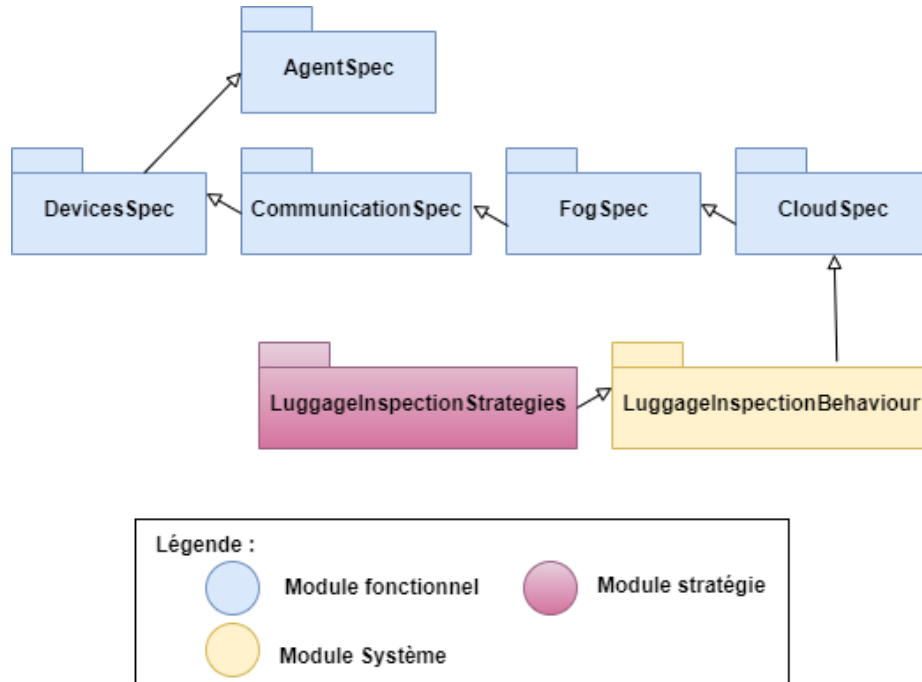 AgentSpec
DevicesSpec
CommunicationSpec
FogSpec
CloudSpec
LuggageInspectionStrategies
LuggageInspectionBehaviour
Légende :
Module fonctionnel
Module stratégie
Module Système